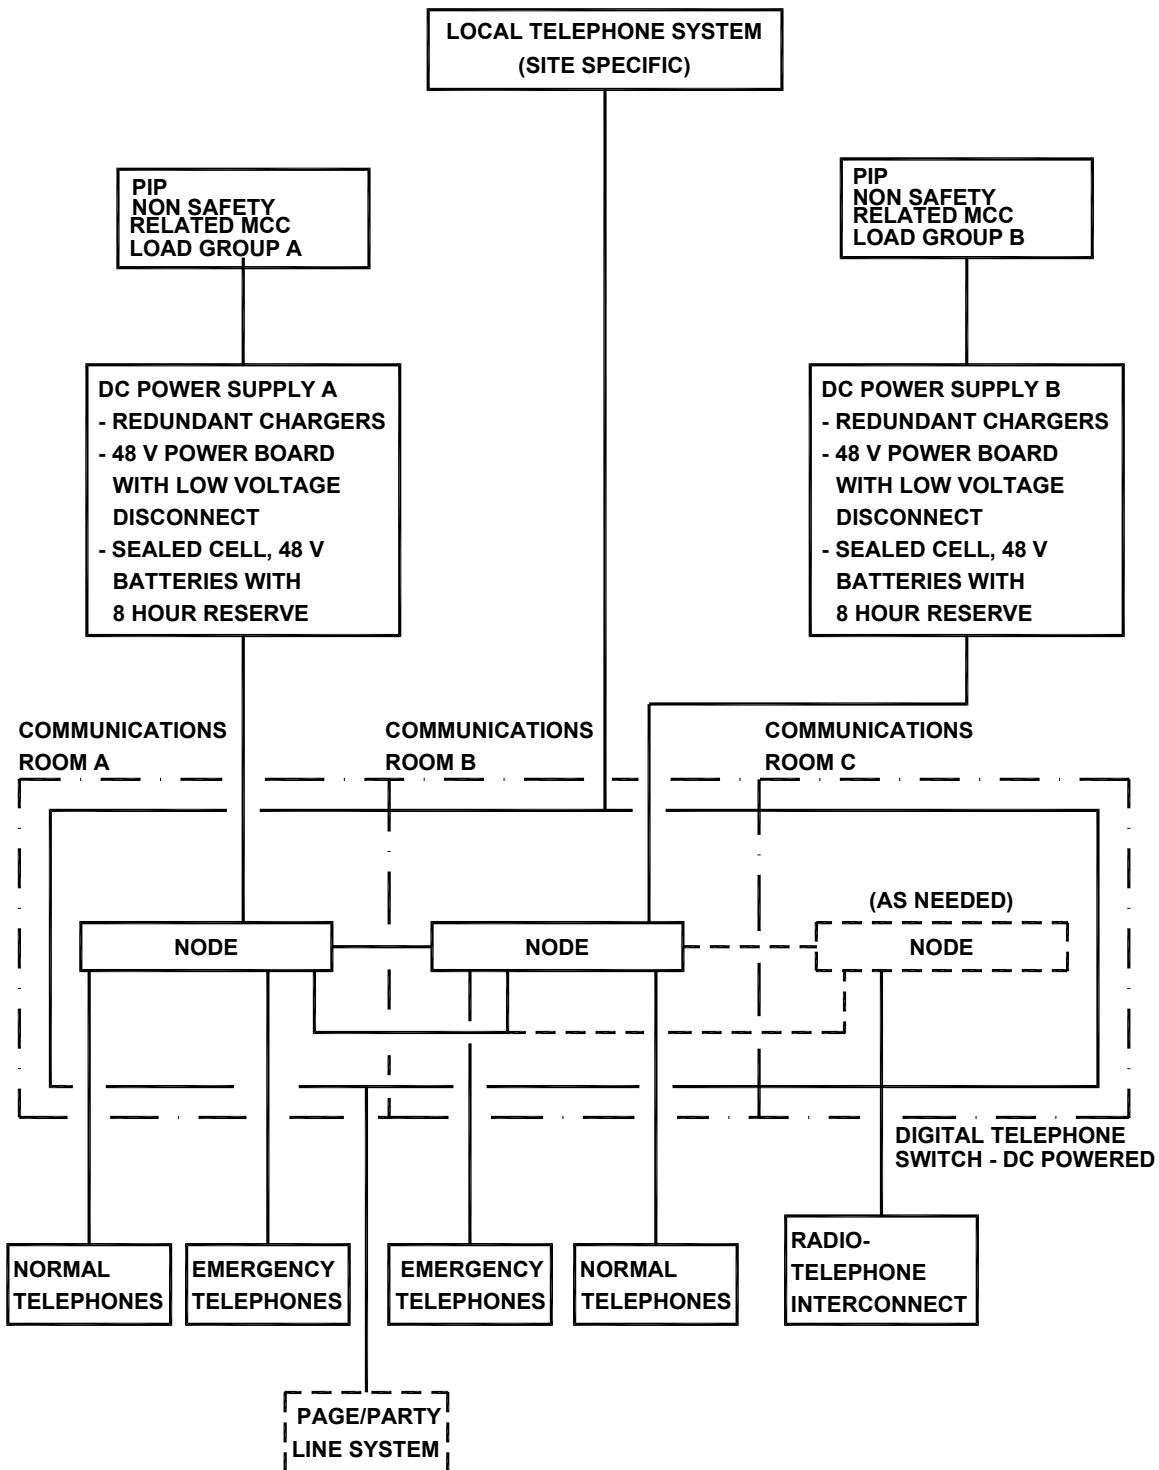 LOCAL TELEPHONE SYSTEM
(SITE SPECIFIC)
PIP
NON SAFETY
RELATED MCC
LOAD GROUP A
PIP
NON SAFETY
RELATED MCC
LOAD GROUP B
DC POWER SUPPLY A
- REDUNDANT CHARGERS
- 48 V POWER BOARD
WITH LOW VOLTAGE
DISCONNECT
- SEALED CELL, 48 V
BATTERIES WITH
8 HOUR RESERVE
DC POWER SUPPLY B
- REDUNDANT CHARGERS
- 48 V POWER BOARD
WITH LOW VOLTAGE
DISCONNECT
- SEALED CELL, 48 V
BATTERIES WITH
8 HOUR RESERVE
COMMUNICATIONS
ROOM A
COMMUNICATIONS
ROOM B
COMMUNICATIONS
ROOM C
(AS NEEDED)
NODE
NODE
NODE
DIGITAL TELEPHONE
SWITCH - DC POWERED
NORMAL
TELEPHONES
EMERGENCY
TELEPHONES
EMERGENCY
TELEPHONES
NORMAL
TELEPHONES
RADIO-
TELEPHONE
INTERCONNECT
PAGE/PARTY
LINE SYSTEM